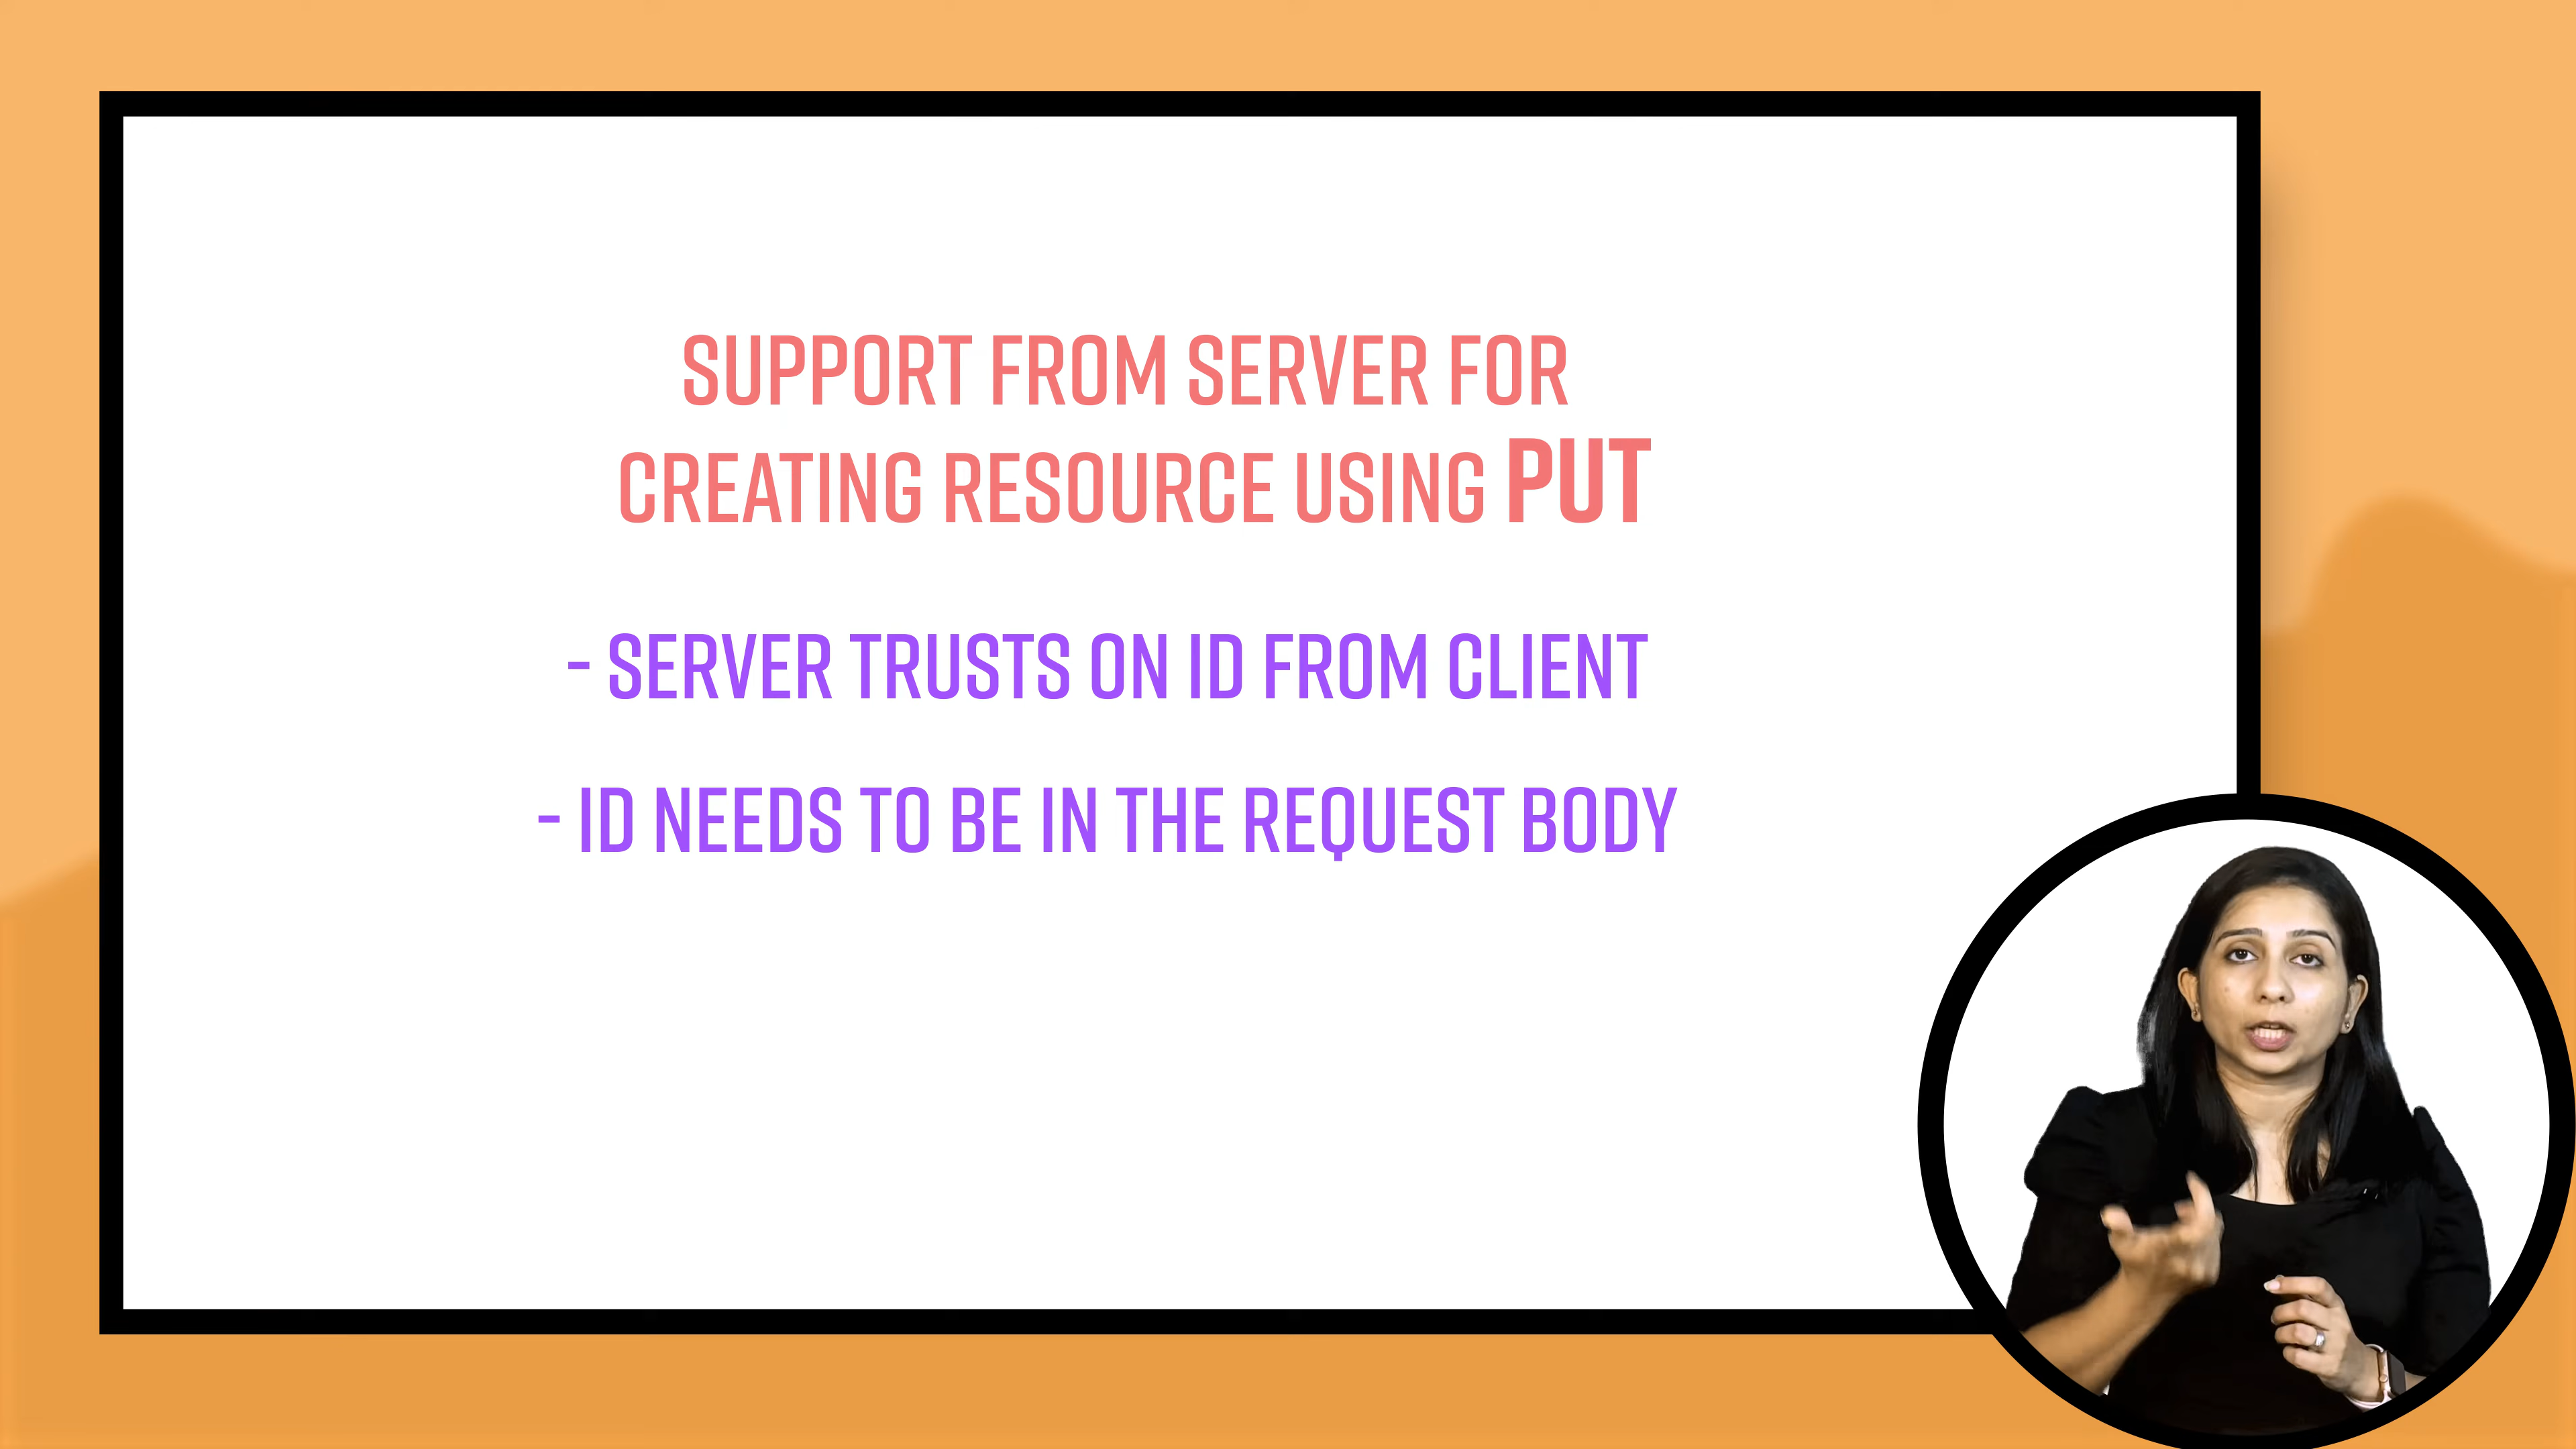 SUPPORT FROM SERVER FOR
CREATING RESOURCE USING PUT
- SERVER TRUSTS ON ID FROM CLIENT
- ID NEEDS TO BE IN THE REQUEST BODY